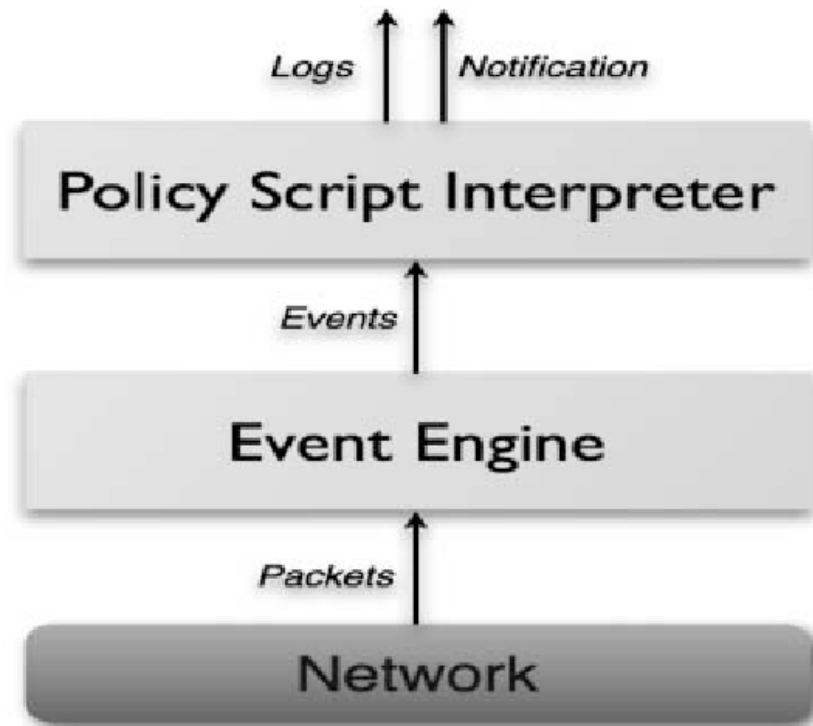 Logs Notification
Policy Script Interpreter
Events
Event Engine
Packets
Network